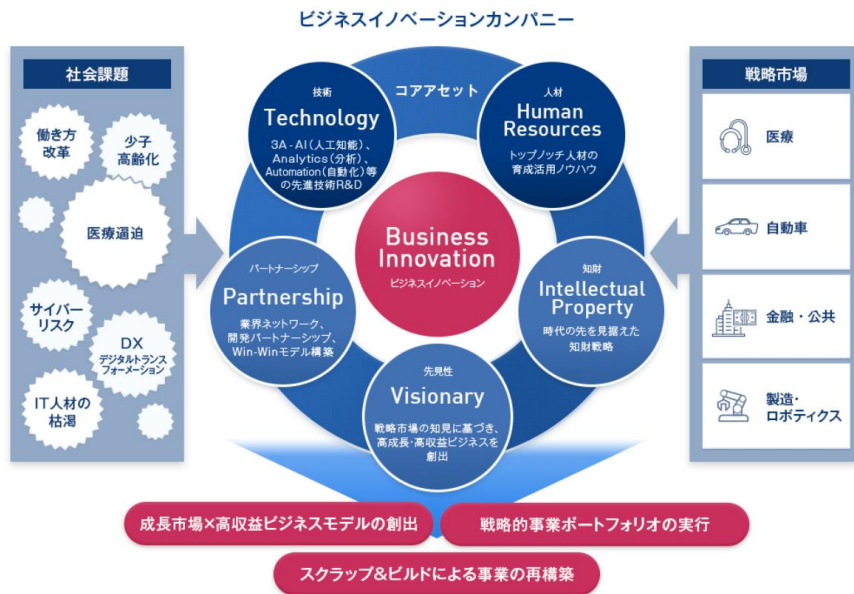 ビジネスイノベーションカンパニー
社会課題
働き方
改革
少子
高齢化
医療逼迫
サイバー
リスク
DX
デジタルトランス
フォーメーション
IT人材の
枯渇
コアアセット
技術
Technology
3A-AI(人工知能)、
Analytics(分析)、
Automation(自動化)等
の先進技術R&D
人材
Human
Resources
トップノッチ人材の
育成活用ノウハウ
Business
Innovation
ビジネスイノベーション
パートナーシップ
Partnership
業界ネットワーク、
開発パートナーシップ、
Win-Winモデル構築
知財
Intellectual
Property
時代の先を見据えた
知財戦略
先見性
Visionary
戦略市場の知見に基づき、
高成長・高収益ビジネスを
創出
戦略市場
医療
自動車
金融・公共
製造・
ロボティクス
成長市場×高収益ビジネスモデルの創出
戦略的事業ポートフォリオの実行
スクラップ&ビルドによる事業の再構築